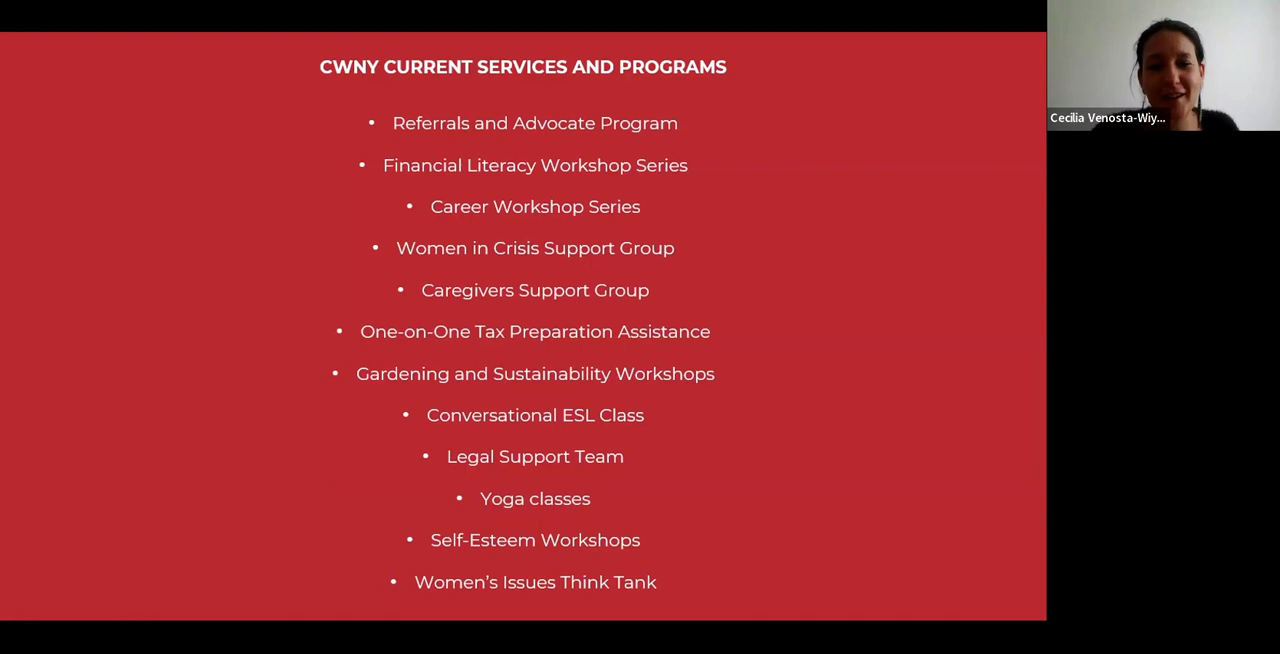 CWNY CURRENT SERVICES AND PROGRAMS
• Referrals and Advocate Program
• Financial Literacy Workshop Series
• Career Workshop Series
• Women in Crisis Support Group
• Caregivers Support Group
• One-on-One Tax Preparation Assistance
• Gardening and Sustainability Workshops
• Conversational ESL Class
• Legal Support Team
• Yoga classes
• Self-Esteem Workshops
• Women’s Issues Think Tank
Cecilia Venosta-Wiy...